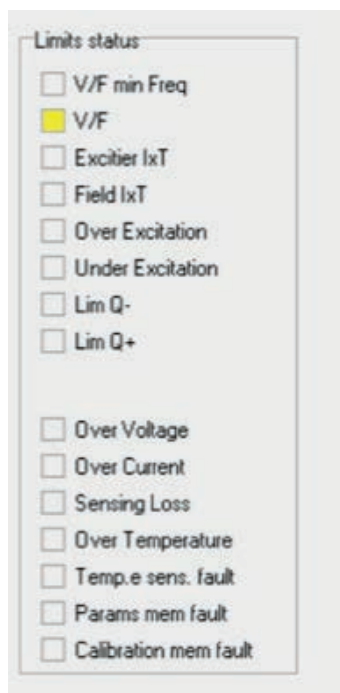 Limits status
V/F min Freq
V/F
Excitier IxT
Field IxT
Over Excitation
Under Excitation
Lim Q-
Lim Q+
Over Voltage
Over Current
Sensing Loss
Over Temperature
Temp.e sens. fault
Params mem fault
Calibration mem fault